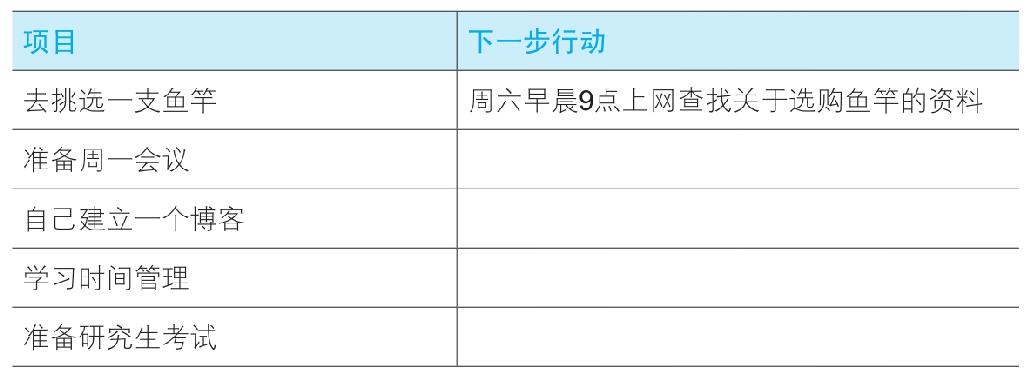 项目 下一步行动
去挑选一支鱼竿 周六早晨9点上网查找关于选购鱼竿的资料
准备周一会议
自己建立一个博客
学习时间管理
准备研究生考试